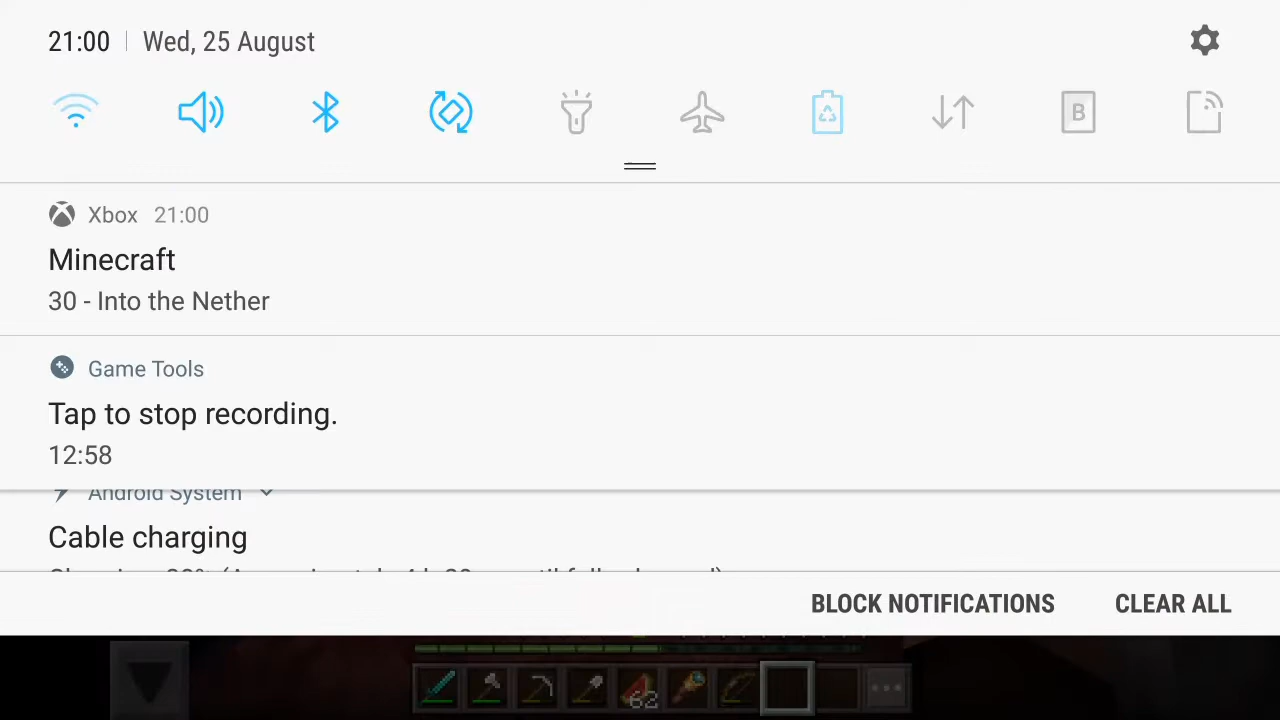 21:00 Wed, 25 August
B
Xbox 21:00
Minecraft
30 - Into the Nether
Game Tools
Tap to stop recording.
12:58
Android System
Cable charging
BLOCK NOTIFICATIONS CLEAR ALL
62